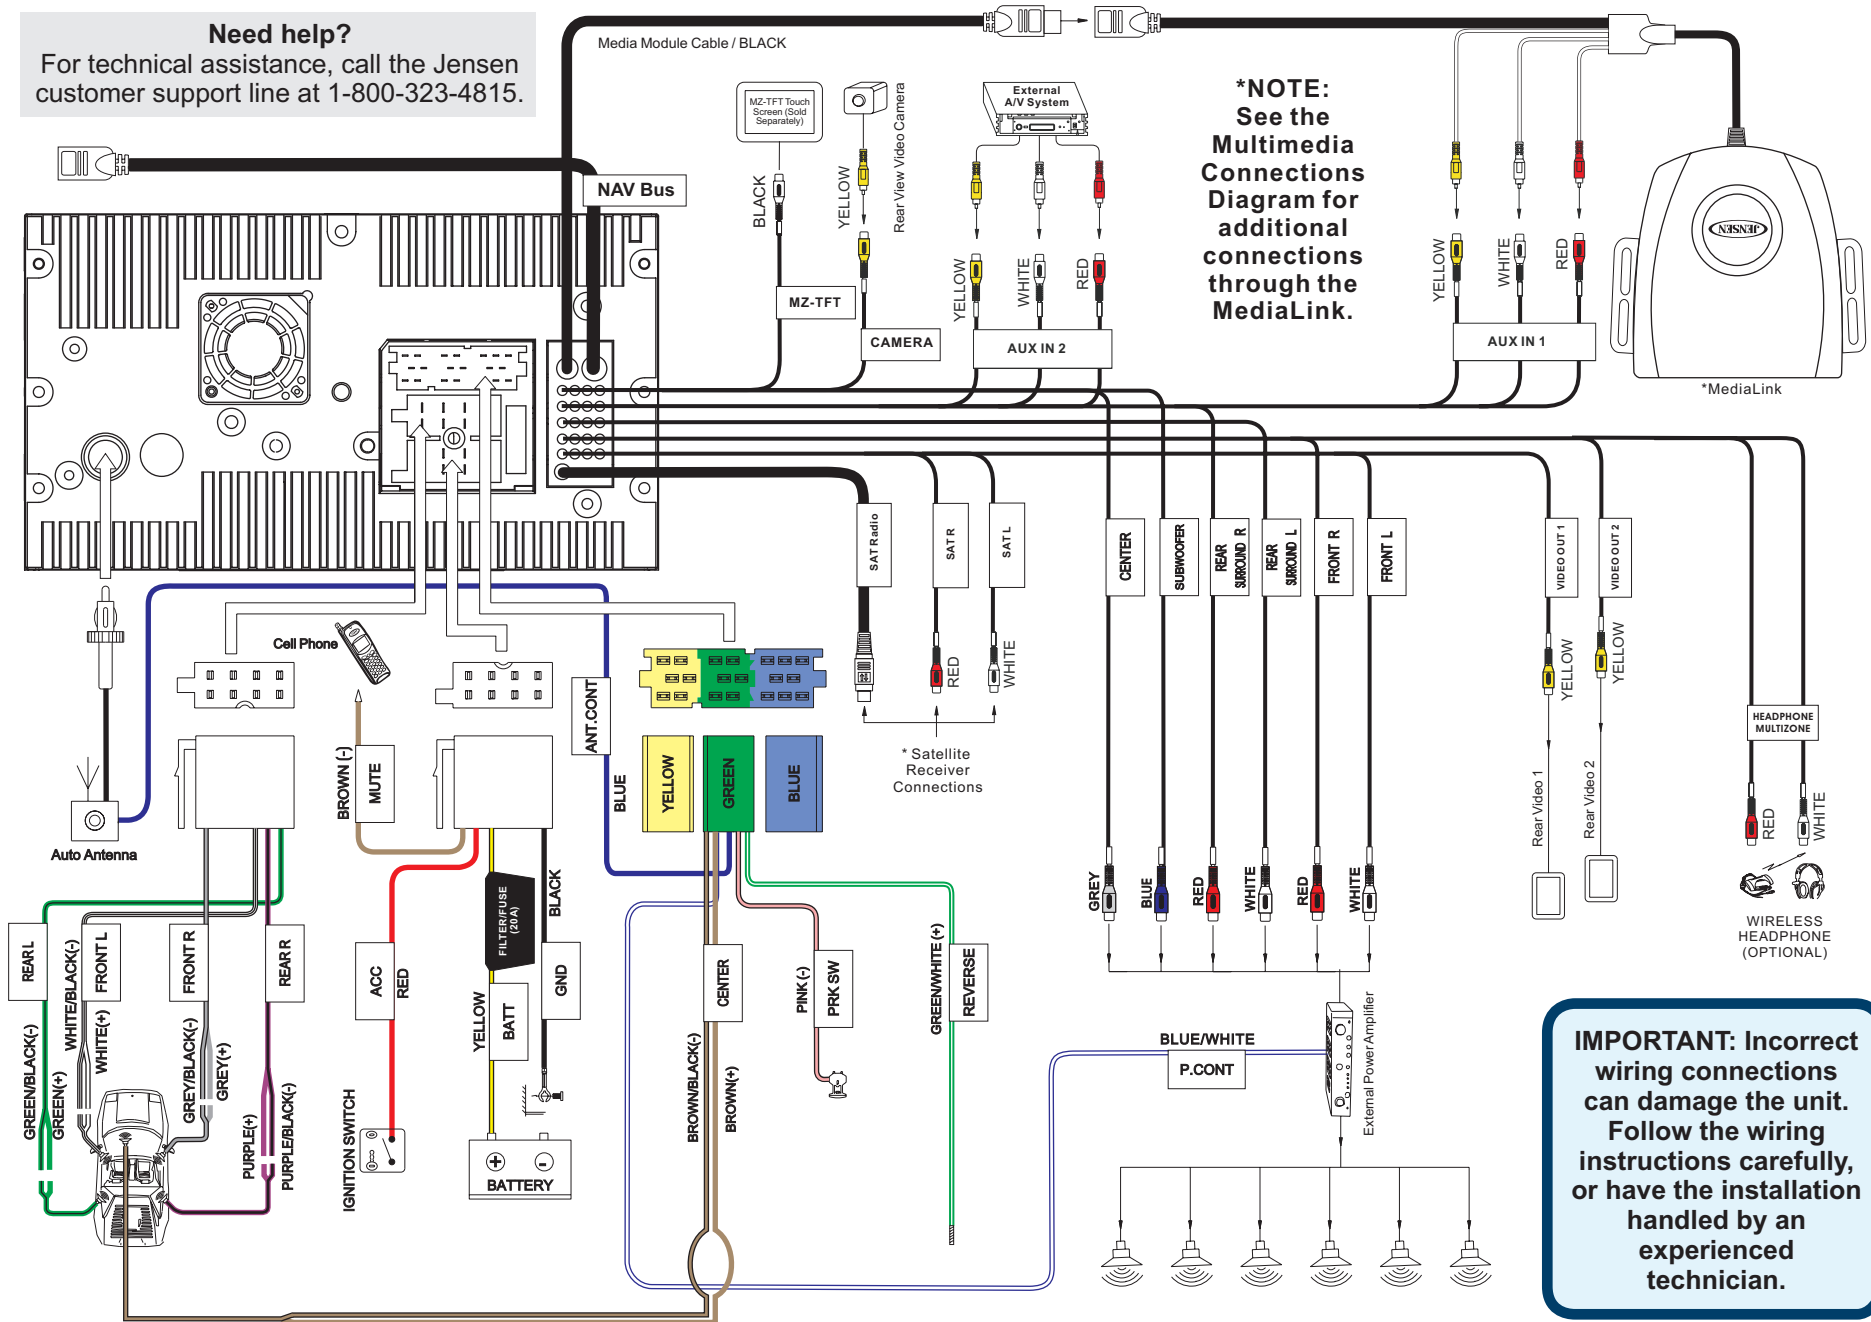 Need help?
For technical assistance, call the Jensen
customer support line at 1-800-323-4815.
Media Module Cable / BLACK
NAV Bus
MZ-TFT Touch
Screen (Sold
Separately)
BLACK
MZ-TFT
YELLOW
Rear View Video Camera
CAMERA
External
A/V System
YELLOW
WHITE
RED
AUX IN 2
*NOTE:
See the
Multimedia
Connections
Diagram for
additional
connections
through the
MediaLink.
YELLOW
WHITE
RED
AUX IN 1
JENSEN
*MediaLink
SAT Radio
SAT R
SAT L
RED
WHITE
* Satellite
Receiver
Connections
CENTER
SUBWOOFER
REAR
SURROUND R
REAR
SURROUND L
FRONT R
FRONT L
VIDEO OUT 1
VIDEO OUT 2
YELLOW
YELLOW
Rear Video 1
Rear Video 2
HEADPHONE
MULTIZONE
RED
WHITE
WIRELESS
HEADPHONE
(OPTIONAL)
GREY
BLUE
RED
WHITE
RED
WHITE
Cell Phone
BROWN (-)
MUTE
ANT.CONT
BLUE
YELLOW
GREEN
BLUE
Auto Antenna
REAR L
WHITE/BLACK(-)
FRONT L
FRONT R
REAR R
GREEN/BLACK(-)
GREEN(+)
WHITE(+)
GREY/BLACK(-)
GREY(+)
PURPLE(+)
PURPLE/BLACK(-)
ACC
RED
IGNITION SWITCH
FILTER/FUSE
(20A)
BLACK
YELLOW
BATT
GND
BATTERY
CENTER
BROWN/BLACK(-)
BROWN(+)
PINK(-)
PRK SW
GREEN/WHITE (+)
REVERSE
BLUE/WHITE
P.CONT
External Power Amplifier
IMPORTANT: Incorrect
wiring connections
can damage the unit.
Follow the wiring
instructions carefully,
or have the installation
handled by an
experienced
technician.